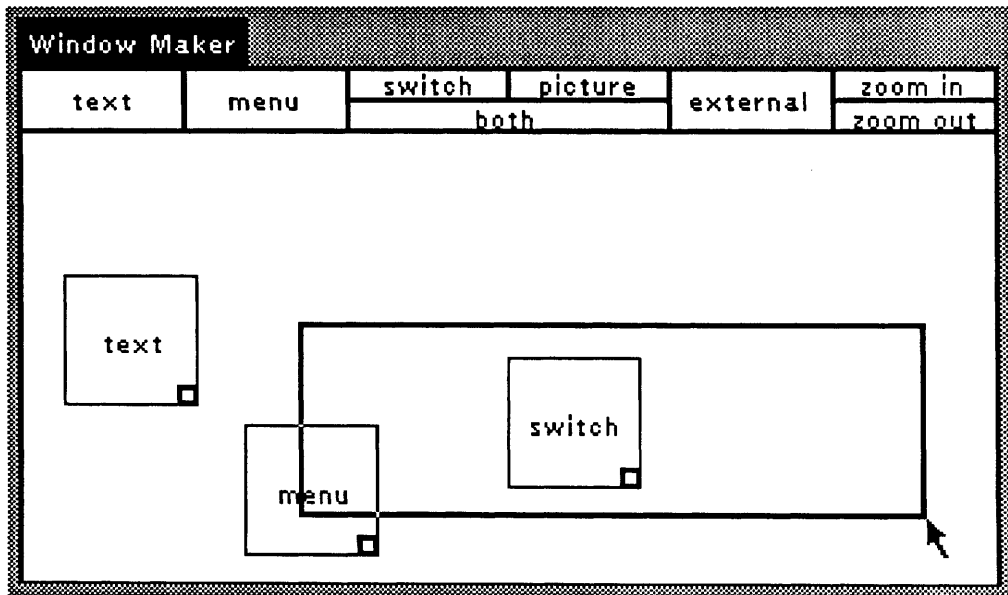 Window Maker
text menu switch picture external zoom in
both zoom out
text
switch
menu